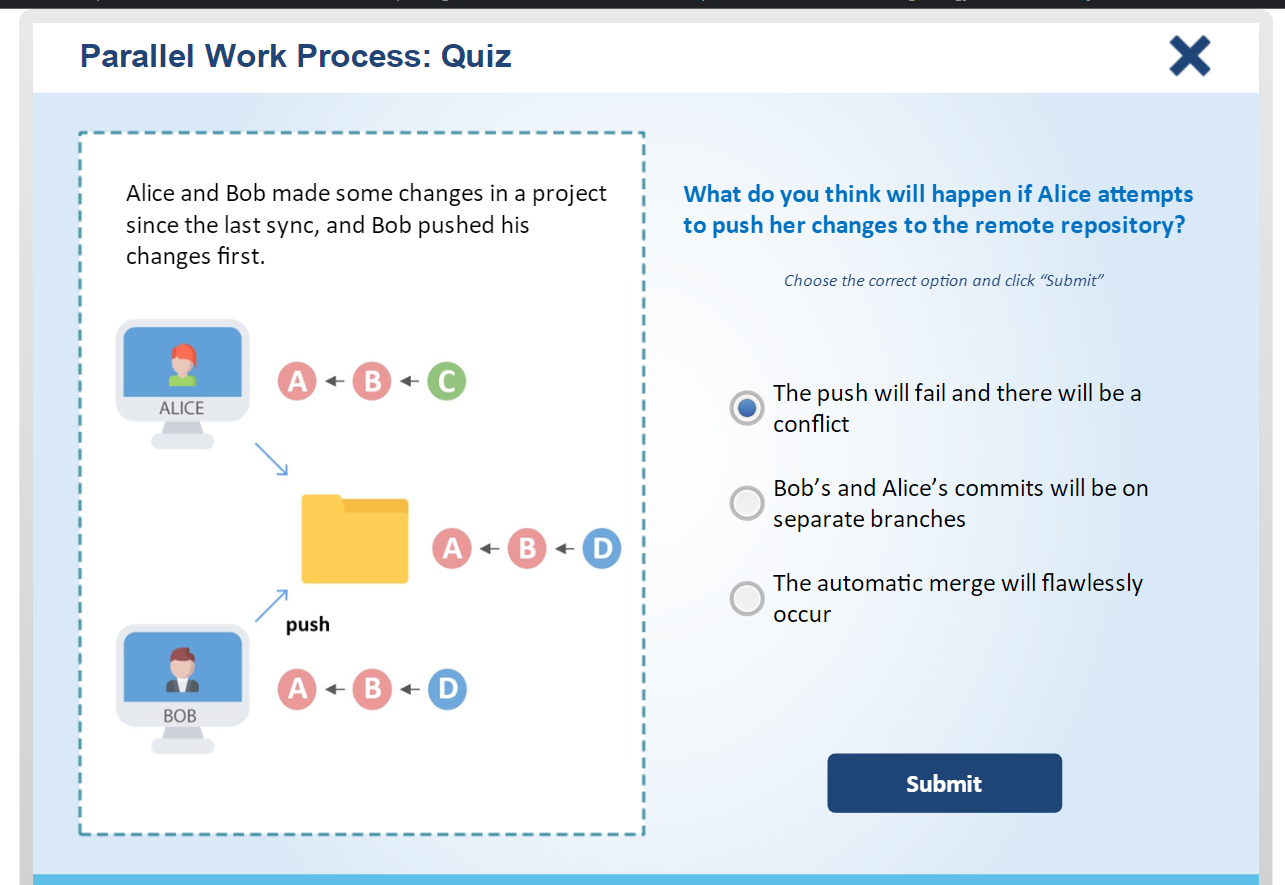 Parallel Work Process: Quiz
Alice and Bob made some changes in a project
since the last sync, and Bob pushed his
changes first.
ALICE
A
B
C
A
B
D
push
BOB
A
B
D
What do you think will happen if Alice attempts
to push her changes to the remote repository?
Choose the correct option and click “Submit”
The push will fail and there will be a
conflict
Bob’s and Alice’s commits will be on
separate branches
The automatic merge will flawlessly
occur
Submit